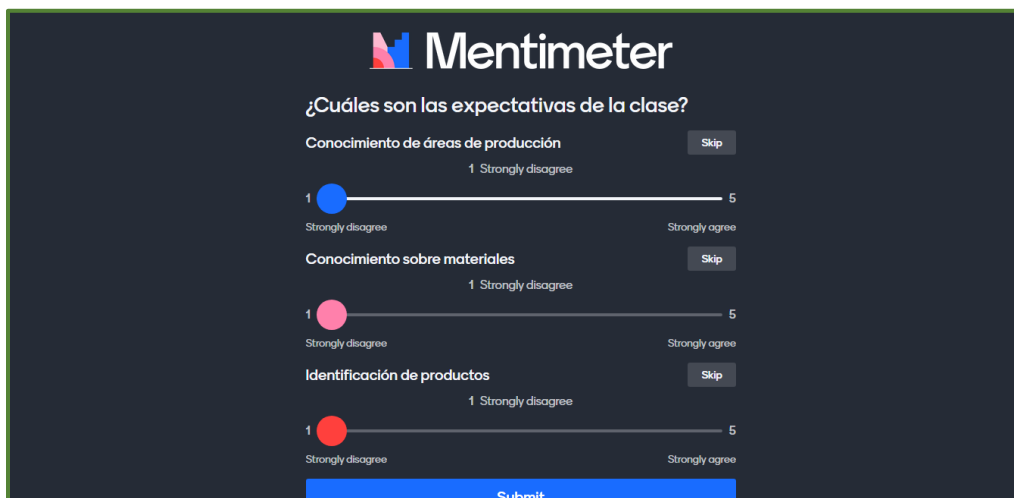 Mentimeter
¿Cuáles son las expectativas de la clase?
Conocimiento de áreas de producción Skip
1 Strongly disagree
1 5
Strongly disagree Strongly agree
Conocimiento sobre materiales Skip
1 Strongly disagree
1 5
Strongly disagree Strongly agree
Identificación de productos Skip
1 Strongly disagree
1 5
Strongly disagree Strongly agree
Submit